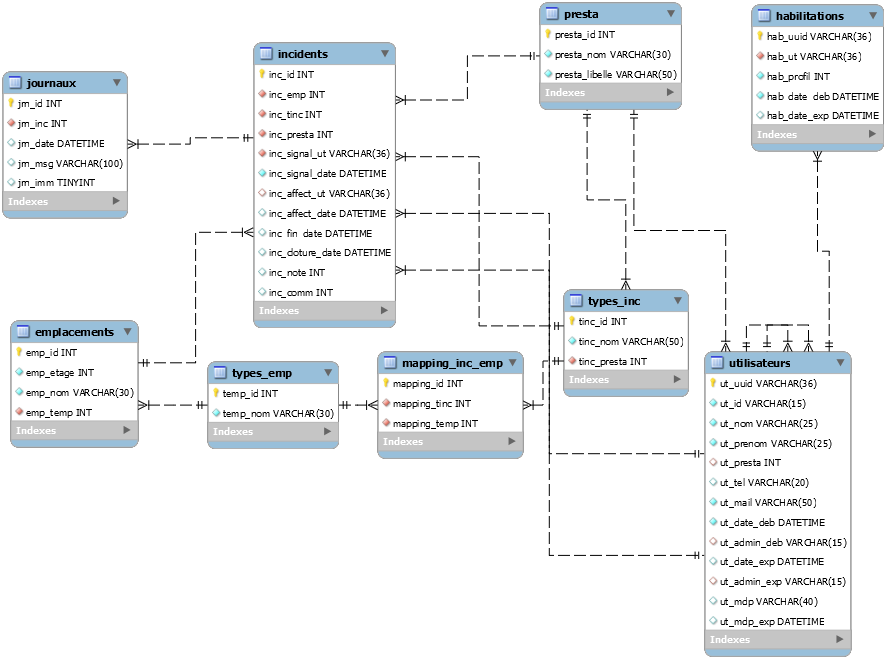 presta
presta_id INT
presta_nom VARCHAR(30)
presta_libelle VARCHAR(50)
Indexes
habilitations
hab_uuid VARCHAR(36)
hab_ut VARCHAR(36)
hab_profil INT
hab_date_deb DATETIME
hab_date_exp DATETIME
Indexes
incidents
inc_id INT
inc_emp INT
inc_tinc INT
inc_presta INT
inc_signal_ut VARCHAR(36)
inc_signal_date DATETIME
inc_affect_ut VARCHAR(36)
inc_affect_date DATETIME
inc_fin_date DATETIME
inc_cloture_date DATETIME
inc_note INT
inc_comm INT
Indexes
journaux
jrn_id INT
jrn_inc INT
jrn_date DATETIME
jrn_msg VARCHAR(100)
jrn_imm TINYINT
Indexes
types_inc
tinc_id INT
tinc_nom VARCHAR(50)
tinc_presta INT
Indexes
emplacements
emp_id INT
emp_etage INT
emp_nom VARCHAR(30)
emp_temp INT
Indexes
types_emp
temp_id INT
temp_nom VARCHAR(30)
Indexes
mapping_inc_emp
mapping_id INT
mapping_tinc INT
mapping_temp INT
Indexes
utilisateurs
ut_uuid VARCHAR(36)
ut_id VARCHAR(15)
ut_nom VARCHAR(25)
ut_prenom VARCHAR(25)
ut_presta INT
ut_tel VARCHAR(20)
ut_mail VARCHAR(50)
ut_date_deb DATETIME
ut_admin_deb VARCHAR(15)
ut_date_exp DATETIME
ut_admin_exp VARCHAR(15)
ut_mdp VARCHAR(40)
ut_mdp_exp DATETIME
Indexes